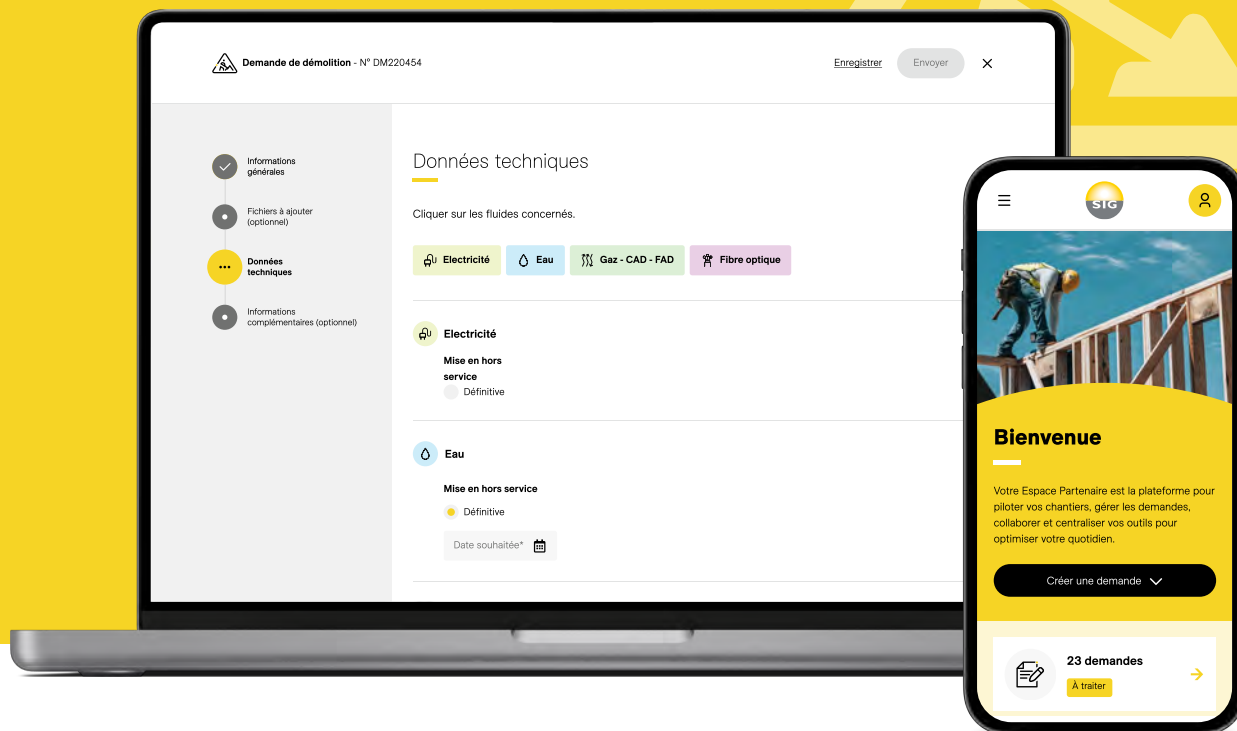 Demande de démolition - N° DM220454
Enregistrer
Envoyer
Informations
générales
Fichiers à ajouter
(optionnel)
Données
techniques
Informations
complémentaires (optionnel)
Données techniques
Cliquer sur les fluides concernés.
Electricité
Eau
Gaz - CAD - FAD
Fibre optique
Electricité
Mise en hors
service
Définitive
Eau
Mise en hors service
Définitive
Date souhaitée*
SIG
Bienvenue
Votre Espace Partenaire est la plateforme pour
piloter vos chantiers, gérer les demandes,
collaborer et centraliser vos outils pour
optimiser votre quotidien.
Créer une demande
23 demandes
À traiter